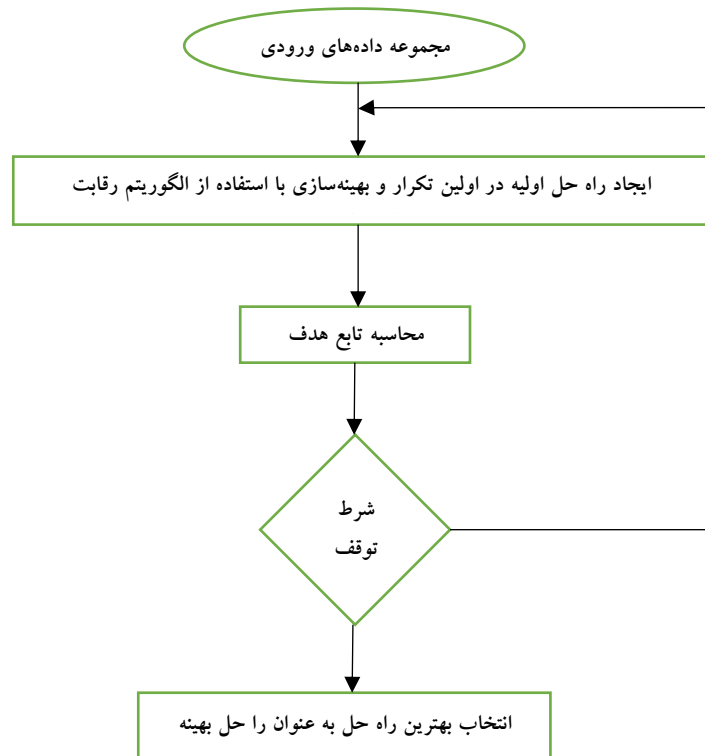 مجموعه داده‌های ورودی
ایجاد راه حل اولیه در اولین تکرار و بهینه‌سازی با استفاده از الگوریتم رقابت
محاسبه تابع هدف
شرط
توقف
انتخاب بهترین راه حل به عنوان را حل بهینه